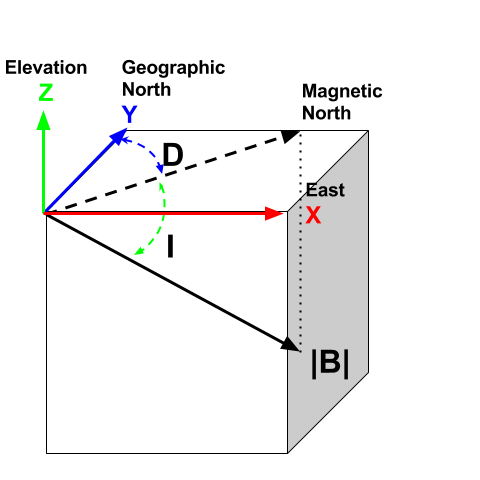 Elevation
Z
Geographic
North
Y
Magnetic
North
D
East
X
I
|B|